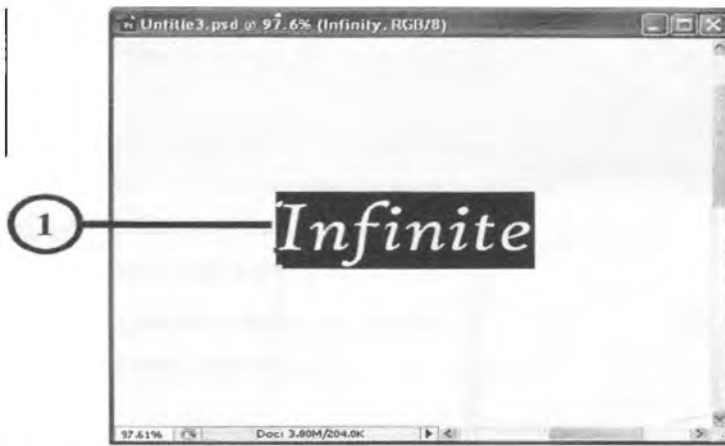 Untitle3.psd @ 97.6% (Infinity, RGB/8)
1
Infinite
97.61%
Doc: 3.80M/204.0K